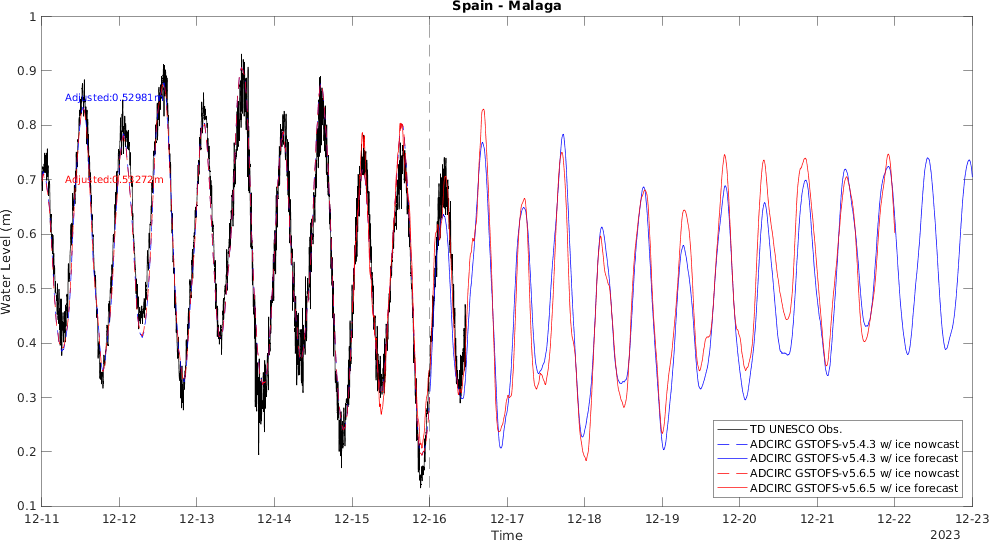 Spain - Malaga
1
0.9
0.8
0.7
0.6
0.5
0.4
0.3
0.2
0.1
Water Level (m)
Adjusted:0.52981m
Adjusted:0.53272m
TD UNESCO Obs.
ADCIRC GSTOFS-v5.4.3 w/ ice nowcast
ADCIRC GSTOFS-v5.4.3 w/ ice forecast
ADCIRC GSTOFS-v5.6.5 w/ ice nowcast
ADCIRC GSTOFS-v5.6.5 w/ ice forecast
12-11 12-12 12-13 12-14 12-15 12-16 12-17 12-18 12-19 12-20 12-21 12-22 12-23
Time
2023